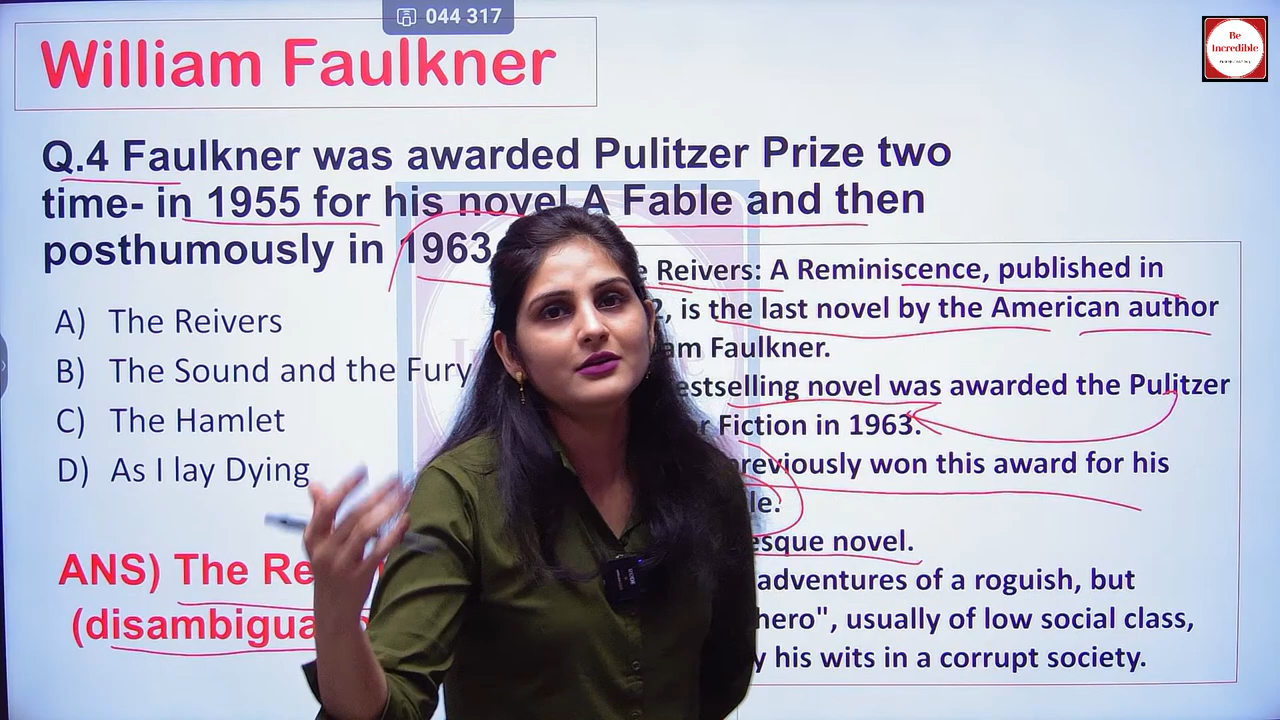 044 317
William Faulkner
Be
Incredible
Q.4 Faulkner was awarded Pulitzer Prize two
time- in 1955 for his novel A Fable and then
posthumously in 1963
A) The Reivers
B) The Sound and the Fury
C) The Hamlet
D) As I lay Dying
ANS) The Re
(disambigua
e Reivers: A Reminiscence, published in
2, is the last novel by the American author
am Faulkner.
estselling novel was awarded the Pulitzer
or Fiction in 1963.
previously won this award for his
le.
esque novel.
adventures of a roguish, but
hero", usually of low social class,
y his wits in a corrupt society.